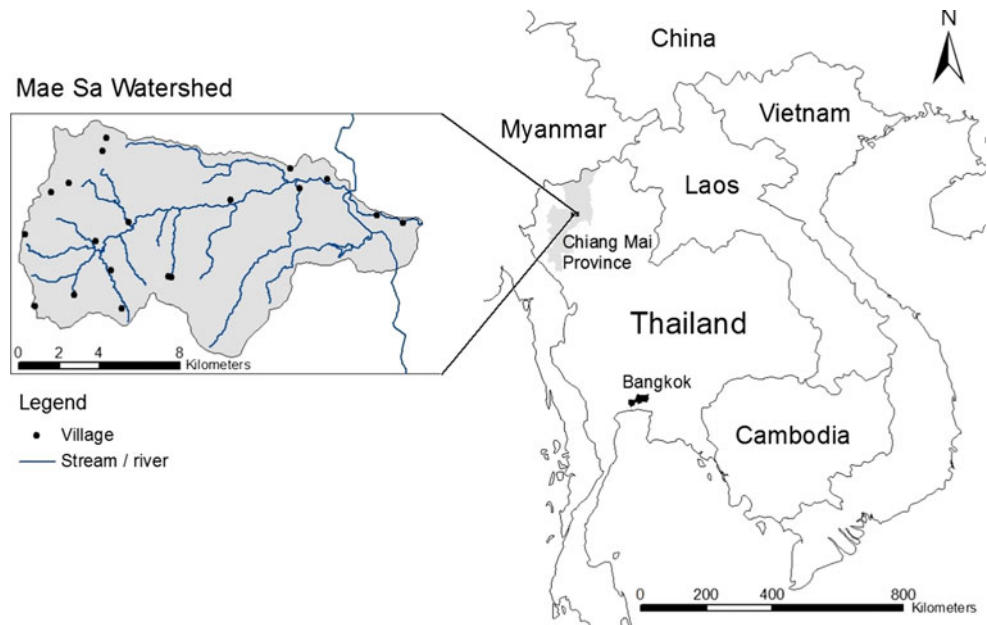 Mae Sa Watershed
0 2 4 8
Kilometers
Legend
Village
Stream / river
N
China
Myanmar
Vietnam
Laos
Chiang Mai
Province
Thailand
Bangkok
Cambodia
0 200 400 800
Kilometers